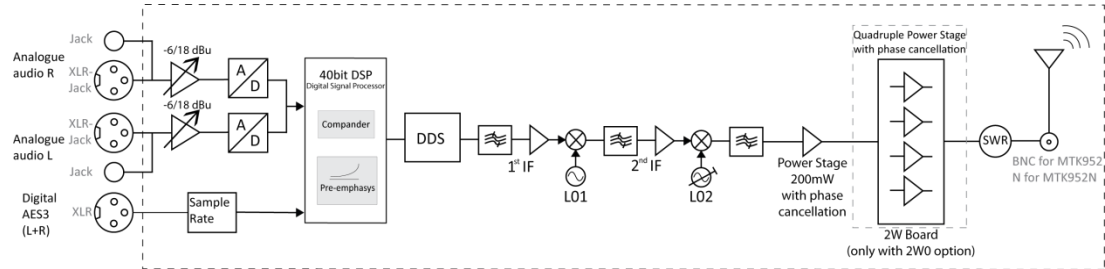 Jack
Analogue
audio R
XLR-
Jack
-6/18 dBu
A
D
XLR-
Jack
Analogue
audio L
Jack
-6/18 dBu
A
D
Digital
AES3
(L+R)
XLR
Sample
Rate
40bit DSP
Digital Signal Processor
Compander
Pre-emphasys
DDS
1st IF
L01
2nd IF
L02
Power Stage
200mW
with phase
cancellation
Quadruple Power Stage
with phase cancellation
2W Board
(only with 2W0 option)
SWR
BNC for MTK952
N for MTK952N